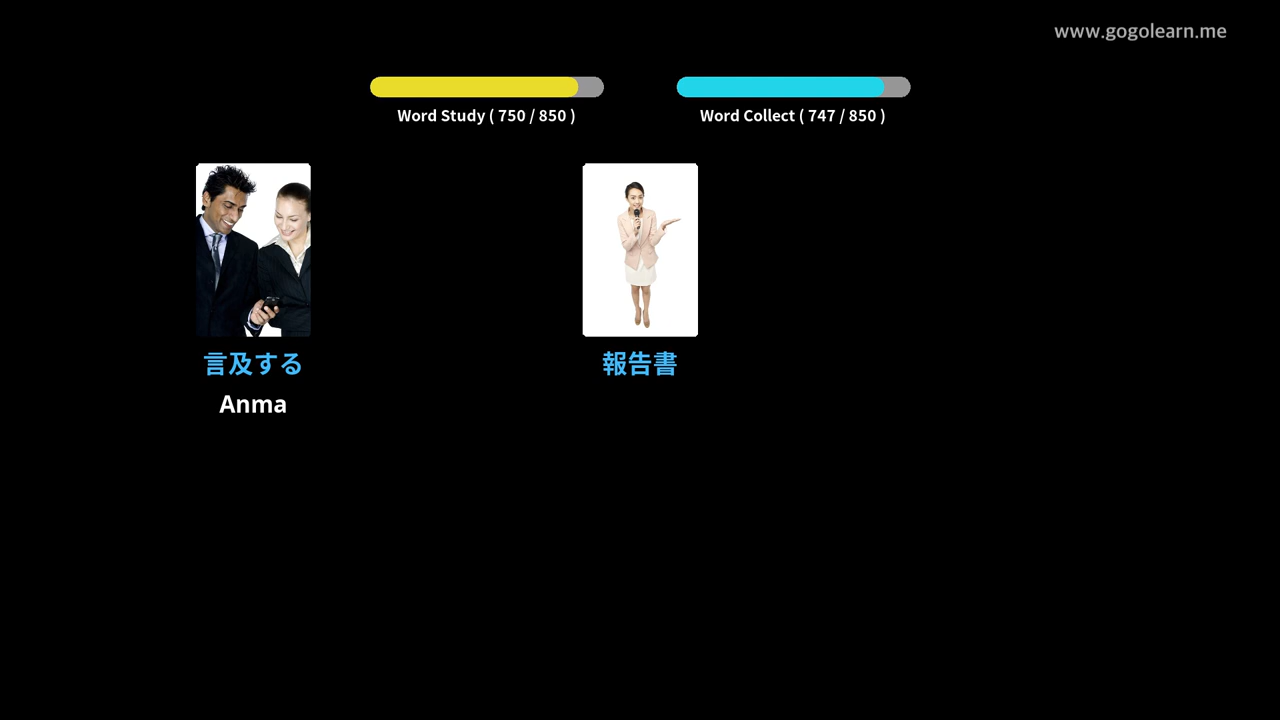 www.gogolearn.me
Word Study ( 750 / 850 )
Word Collect ( 747 / 850 )
言及する
報告書
Anma